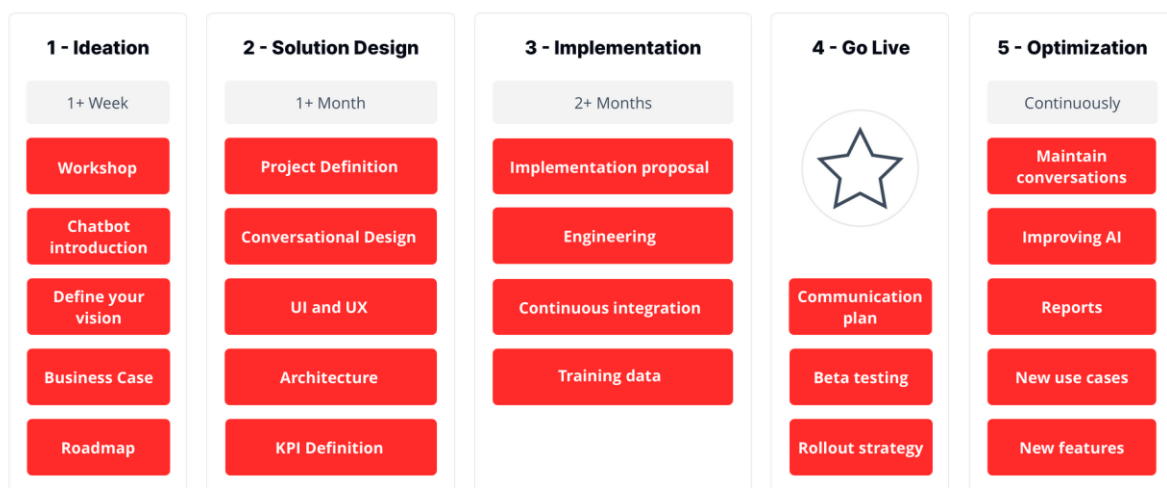 1 - Ideation
1+ Week
Workshop
Chatbot
introduction
Define your
vision
Business Case
Roadmap
2 - Solution Design
1+ Month
Project Definition
Conversational Design
UI and UX
Architecture
KPI Definition
3 - Implementation
2+ Months
Implementation proposal
Engineering
Continuous integration
Training data
4 - Go Live
Communication
plan
Beta testing
Rollout strategy
5 - Optimization
Continuously
Maintain
conversations
Improving AI
Reports
New use cases
New features